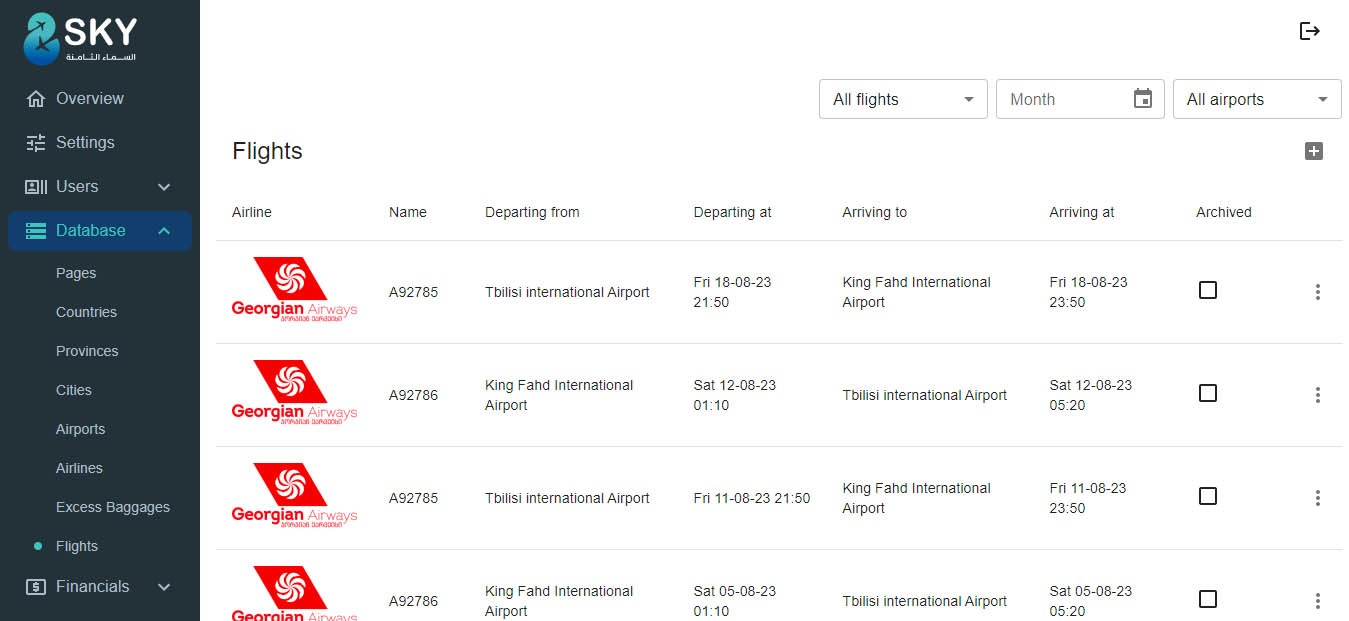 SKY
السماء الثامنة
Overview
Settings
Users
Database
Pages
Countries
Provinces
Cities
Airports
Airlines
Excess Baggages
Flights
Financials
All flights
Month
All airports
Flights
Airline
Name
Departing from
Departing at
Arriving to
Arriving at
Archived
Georgian Airways
A92785
Tbilisi international Airport
Fri 18-08-23
21:50
King Fahd International
Airport
Fri 18-08-23
23:50
Georgian Airways
A92786
King Fahd International
Airport
Sat 12-08-23
01:10
Tbilisi international Airport
Sat 12-08-23
05:20
Georgian Airways
A92785
Tbilisi international Airport
Fri 11-08-23 21:50
King Fahd International
Airport
Fri 11-08-23
23:50
Georgian Airways
A92786
King Fahd International
Airport
Sat 05-08-23
01:10
Tbilisi international Airport
Sat 05-08-23
05:20